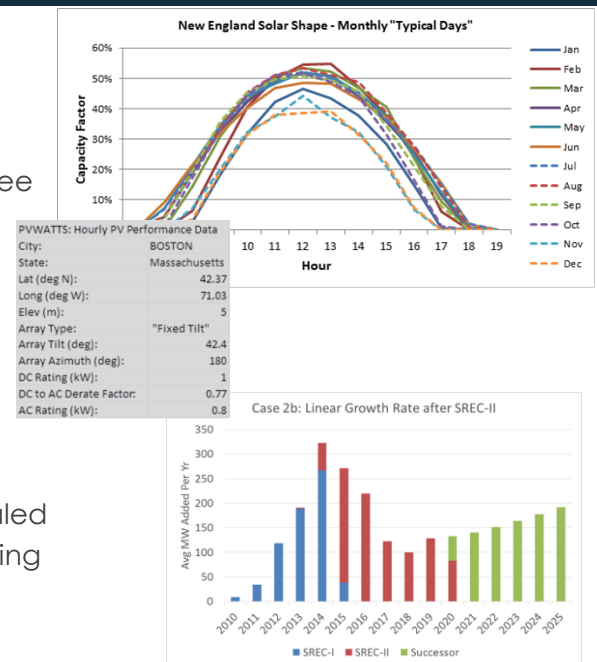 New England Solar Shape - Monthly "Typical Days"
60%
50%
40%
30%
20%
10%
Capacity Factor
10 11 12 13 14 15 16 17 18 19
Hour
Jan
Feb
Mar
Apr
May
Jun
Jul
Aug
Sep
Oct
Nov
Dec
ee
PVWATTS: Hourly PV Performance Data
City: BOSTON
State: Massachusetts
Lat (deg N): 42.37
Long (deg W): 71.03
Elev (m): 5
Array Type: "Fixed Tilt"
Array Tilt (deg): 42.4
Array Azimuth (deg): 180
DC Rating (kW): 1
DC to AC Derate Factor: 0.77
AC Rating (kW): 0.8
Case 2b: Linear Growth Rate after SREC-II
350
300
250
200
150
100
50
0
Avg MW Added Per Yr
2010 2011 2012 2013 2014 2015 2016 2017 2018 2019 2020 2021 2022 2023 2024 2025
SREC-I SREC-II Successor
led
ing